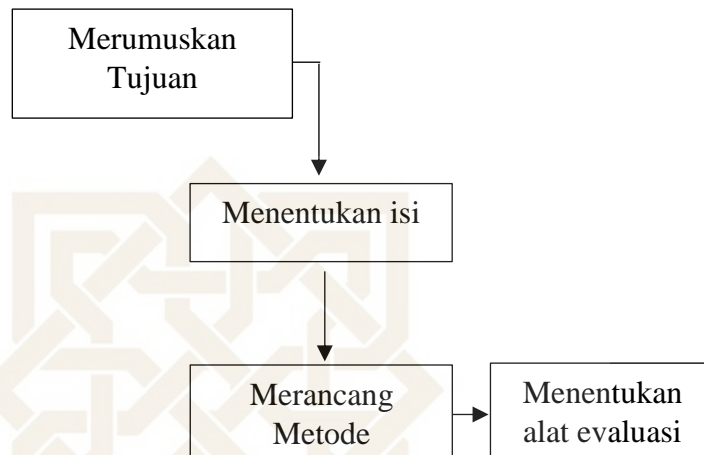 Merumuskan
Tujuan
Menentukan isi
Merancang
Metode
Menentukan
alat evaluasi